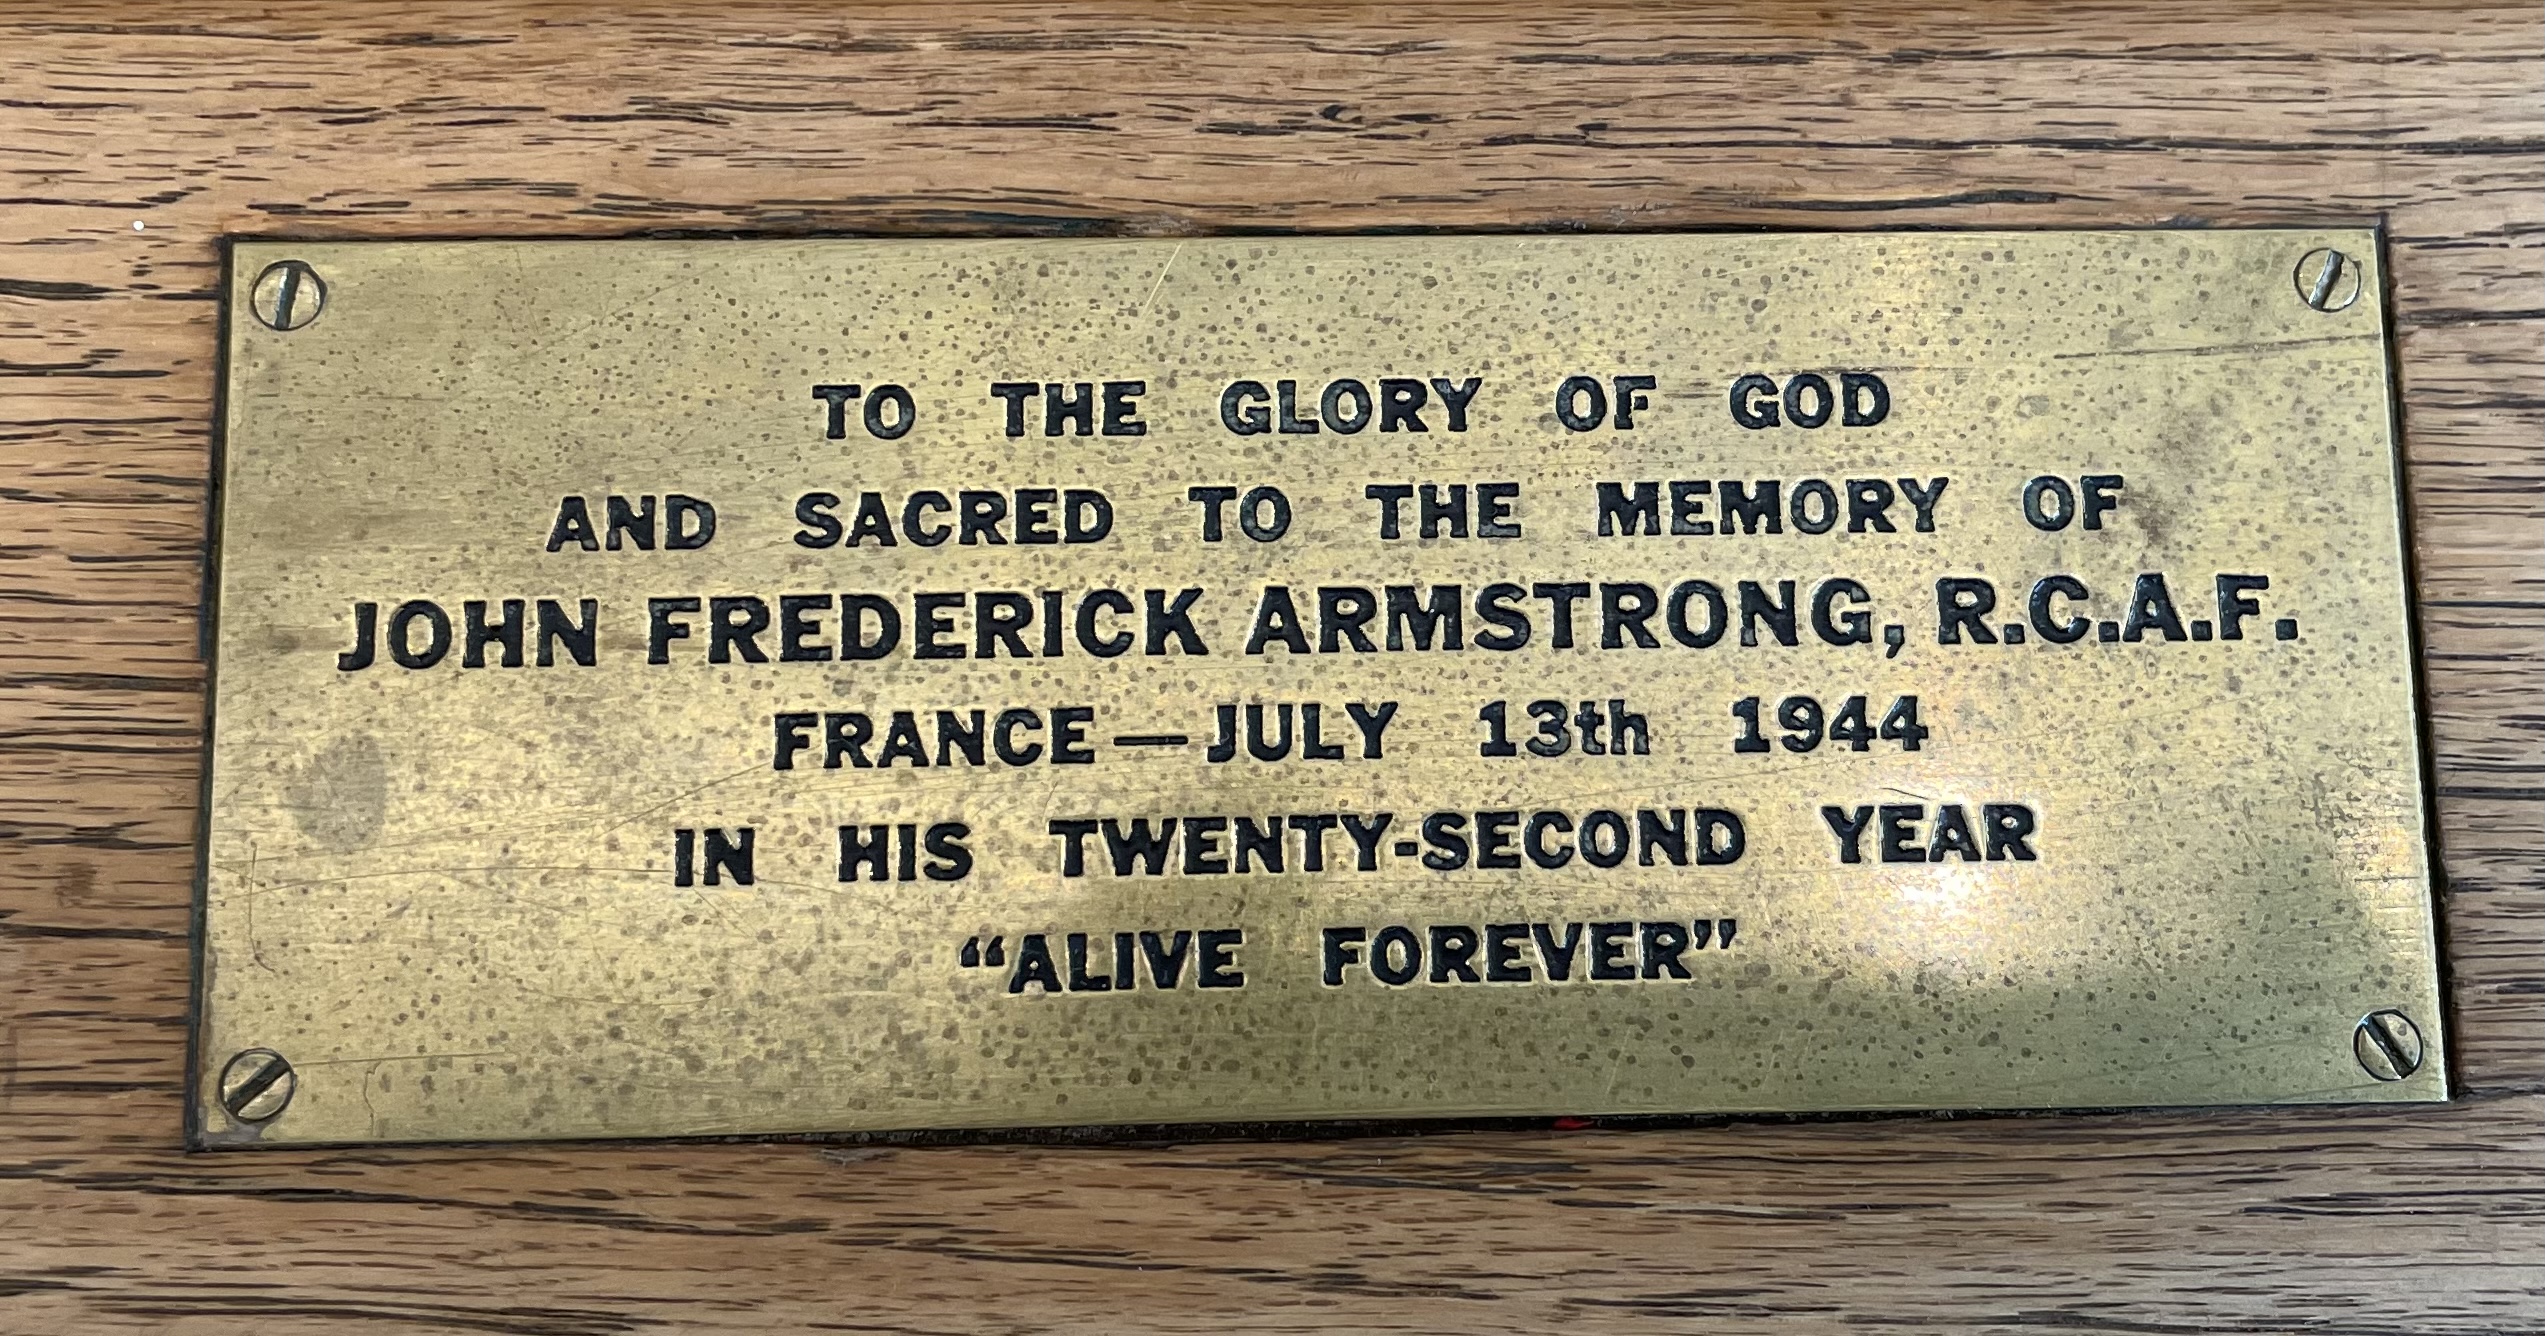 TO THE GLORY OF GOD
AND SACRED TO THE MEMORY OF
JOHN FREDERICK ARMSTRONG, R.C.A.F.
FRANCE — JULY 13th 1944
IN HIS TWENTY-SECOND YEAR
“ALIVE FOREVER”